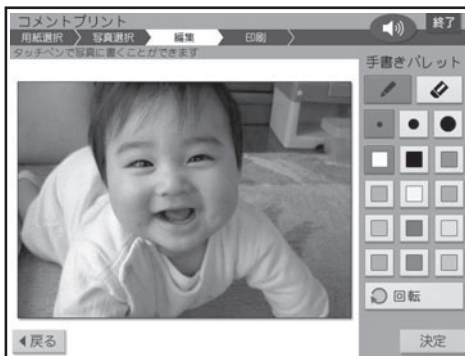 コメントプリント
終了
用紙選択 写真選択 編集 印刷
タッチペンで写真に書くことができます
手書きパレット
回転
戻る
決定